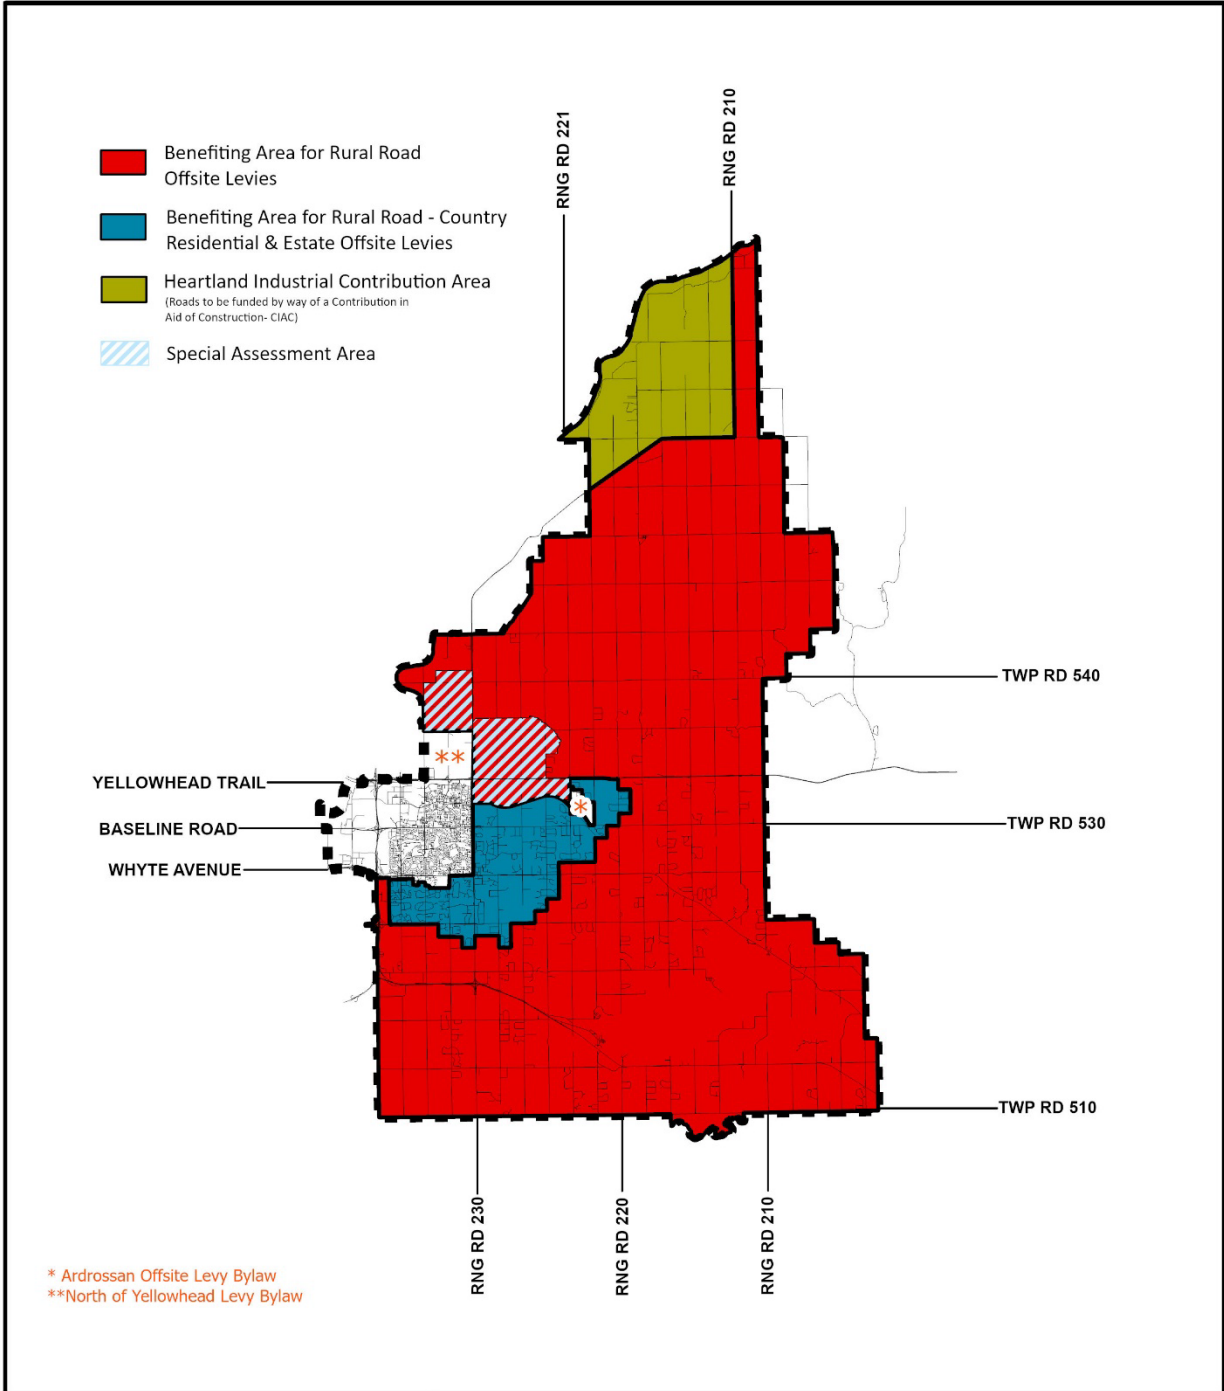 RNG RD 221
RNG RD 210
Benefiting Area for Rural Road
Offsite Levies
Benefiting Area for Rural Road - Country
Residential & Estate Offsite Levies
Heartland Industrial Contribution Area
(Roads to be funded by way of a Contribution in
Aid of Construction- CIAC)
Special Assessment Area
TWP RD 540
**
YELLOWHEAD TRAIL
*
BASELINE ROAD
TWP RD 530
WHYTE AVENUE
TWP RD 510
RNG RD 230
RNG RD 220
RNG RD 210
* Ardrossan Offsite Levy Bylaw
**North of Yellowhead Levy Bylaw